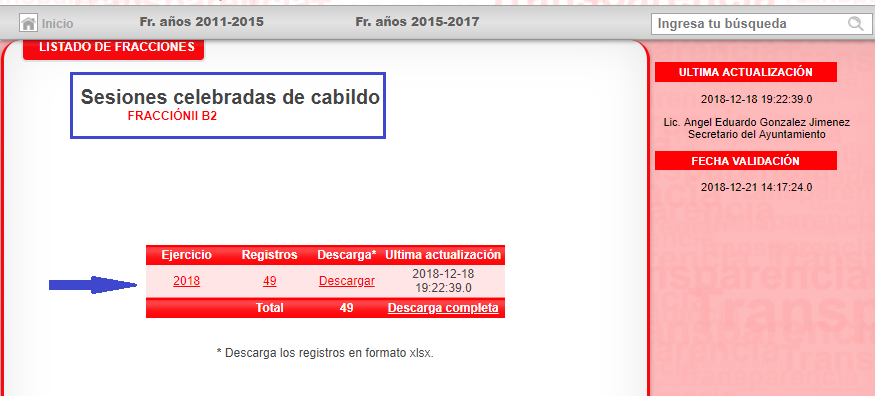 Inicio
Fr. años 2011-2015
Fr. años 2015-2017
Ingresa tu búsqueda
LISTADO DE FRACCIONES
Sesiones celebradas de cabildo
FRACCIÓNII B2
Ejercicio Registros Descarga* Ultima actualización
2018 49 Descargar 2018-12-18
19:22:39.0
Total 49 Descarga completa
* Descarga los registros en formato xlsx.
ULTIMA ACTUALIZACIÓN
2018-12-18 19:22:39.0
Lic. Angel Eduardo Gonzalez Jimenez
Secretario del Ayuntamiento
FECHA VALIDACIÓN
2018-12-21 14:17:24.0